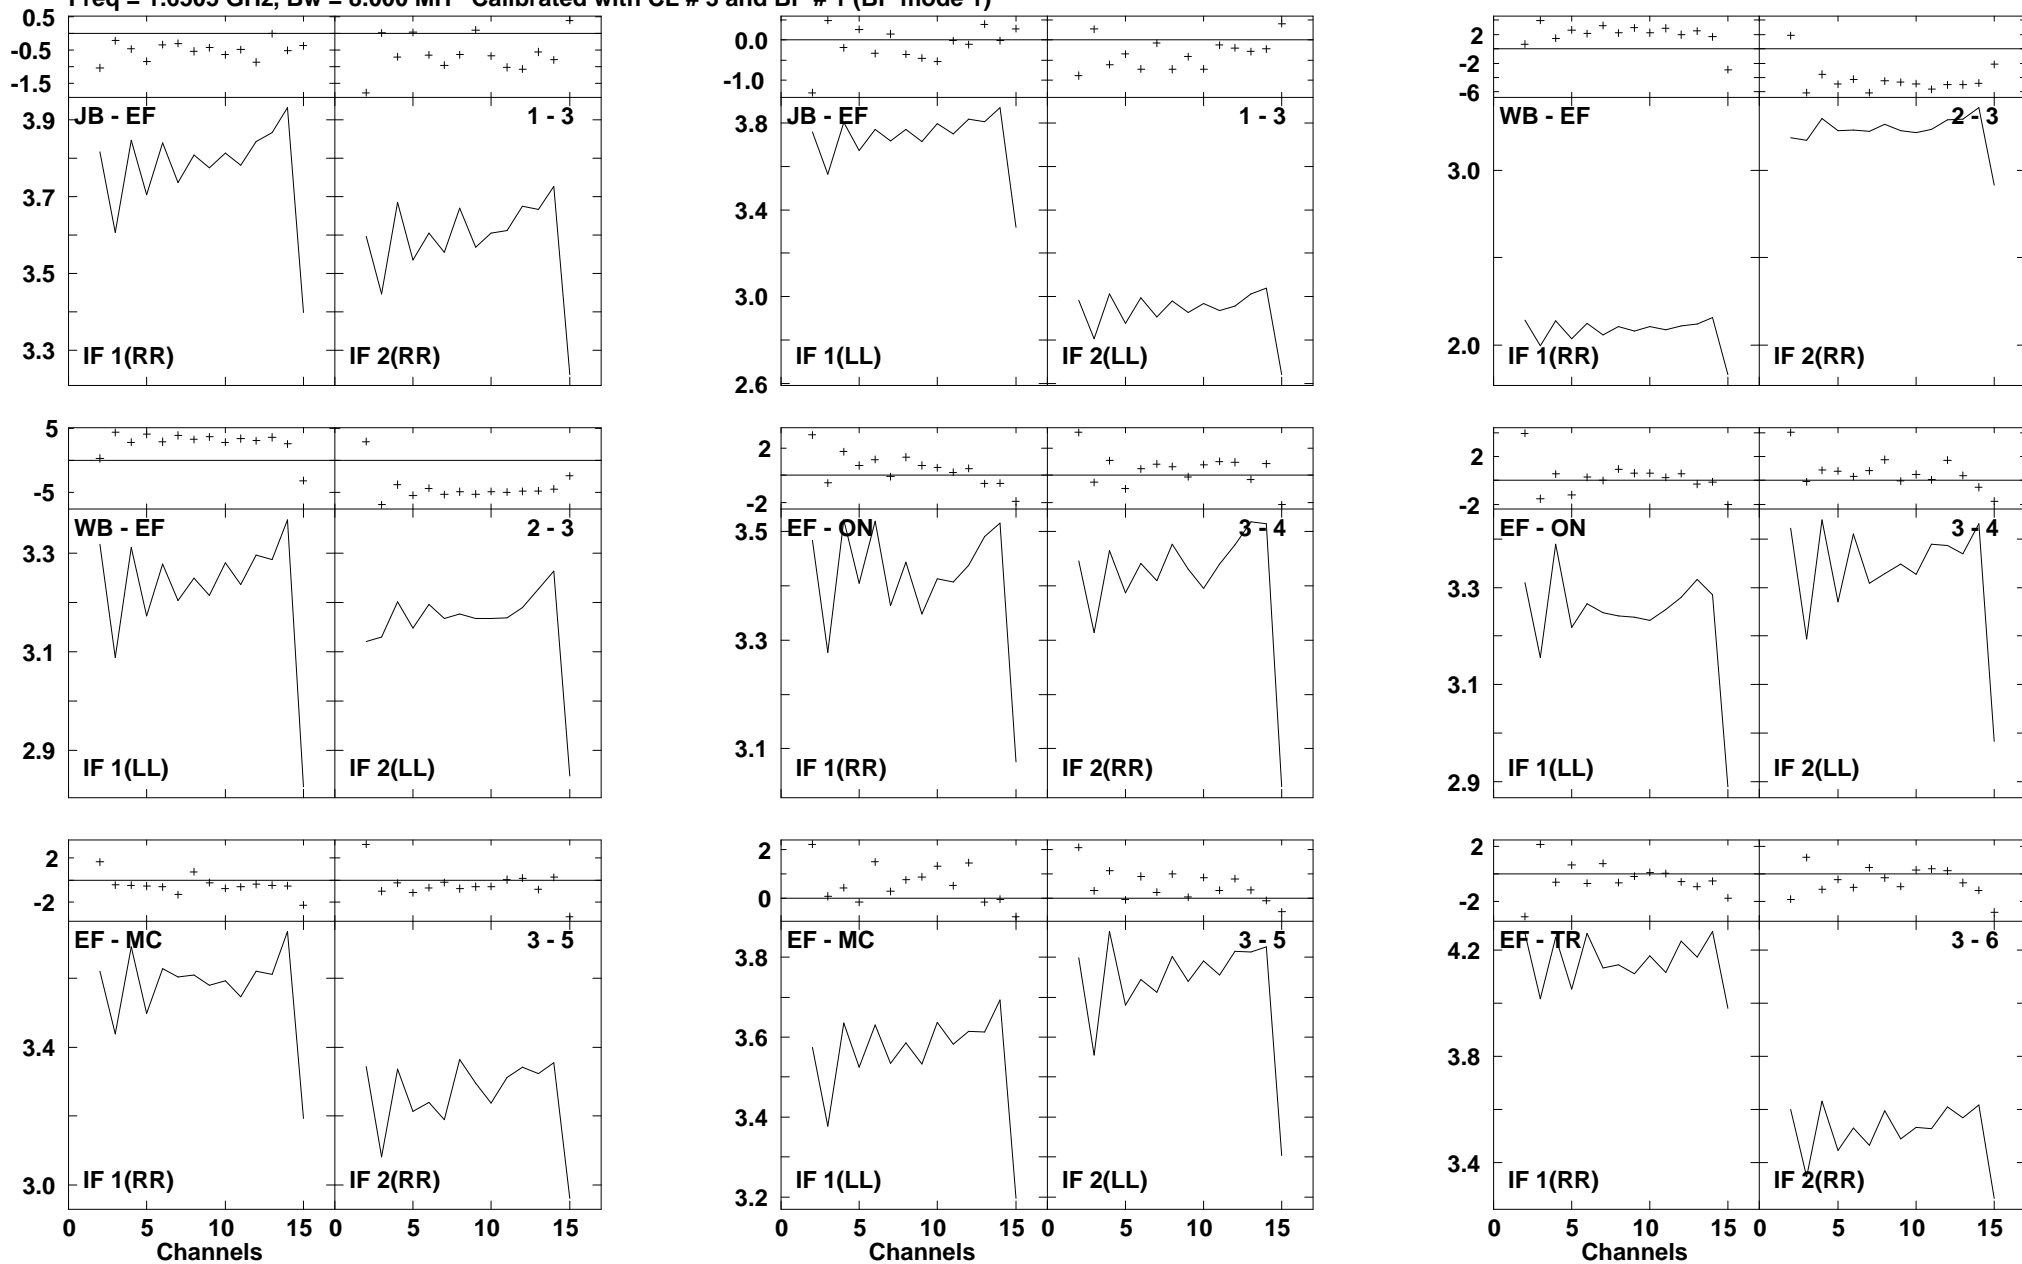 Freq = 1.6505 GHz, Bw = 8.000 MH Calibrated with CL # 3 and BP # 1 (BP mode 1)
0.5
-0.5
-1.5
3.9
3.7
3.5
3.3
JB - EF
1 - 3
IF 1(RR)
IF 2(RR)
0.0
-1.0
3.8
3.4
3.0
2.6
JB - EF
1 - 3
IF 1(LL)
IF 2(LL)
2
-2
-6
3.0
2.0
WB - EF
2 - 3
IF 1(RR)
IF 2(RR)
5
-5
3.3
3.1
2.9
WB - EF
2 - 3
IF 1(LL)
IF 2(LL)
2
-2
3.5
3.3
3.1
EF - ON
3 - 4
IF 1(RR)
IF 2(RR)
2
-2
3.3
3.1
2.9
EF - ON
3 - 4
IF 1(LL)
IF 2(LL)
2
-2
3.4
3.0
EF - MC
3 - 5
IF 1(RR)
IF 2(RR)
0 5 10 15 0 5 10 15
Channels
2
0
3.8
3.6
3.4
3.2
EF - MC
3 - 5
IF 1(LL)
IF 2(LL)
0 5 10 15 0 5 10 15
Channels
2
-2
4.2
3.8
3.4
EF - TR
3 - 6
IF 1(RR)
IF 2(RR)
0 5 10 15 0 5 10 15
Channels